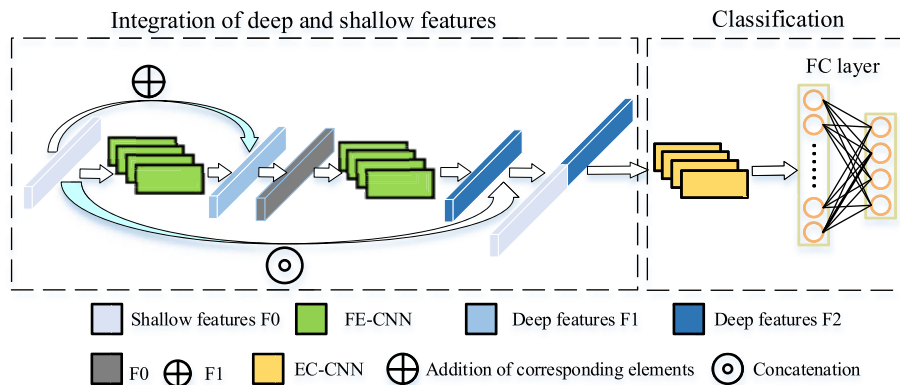 Integration of deep and shallow features
Classification
FC layer
Shallow features F0
FE-CNN
Deep features F1
Deep features F2
F0 ⊕ F1
EC-CNN
Addition of corresponding elements
Concatenation